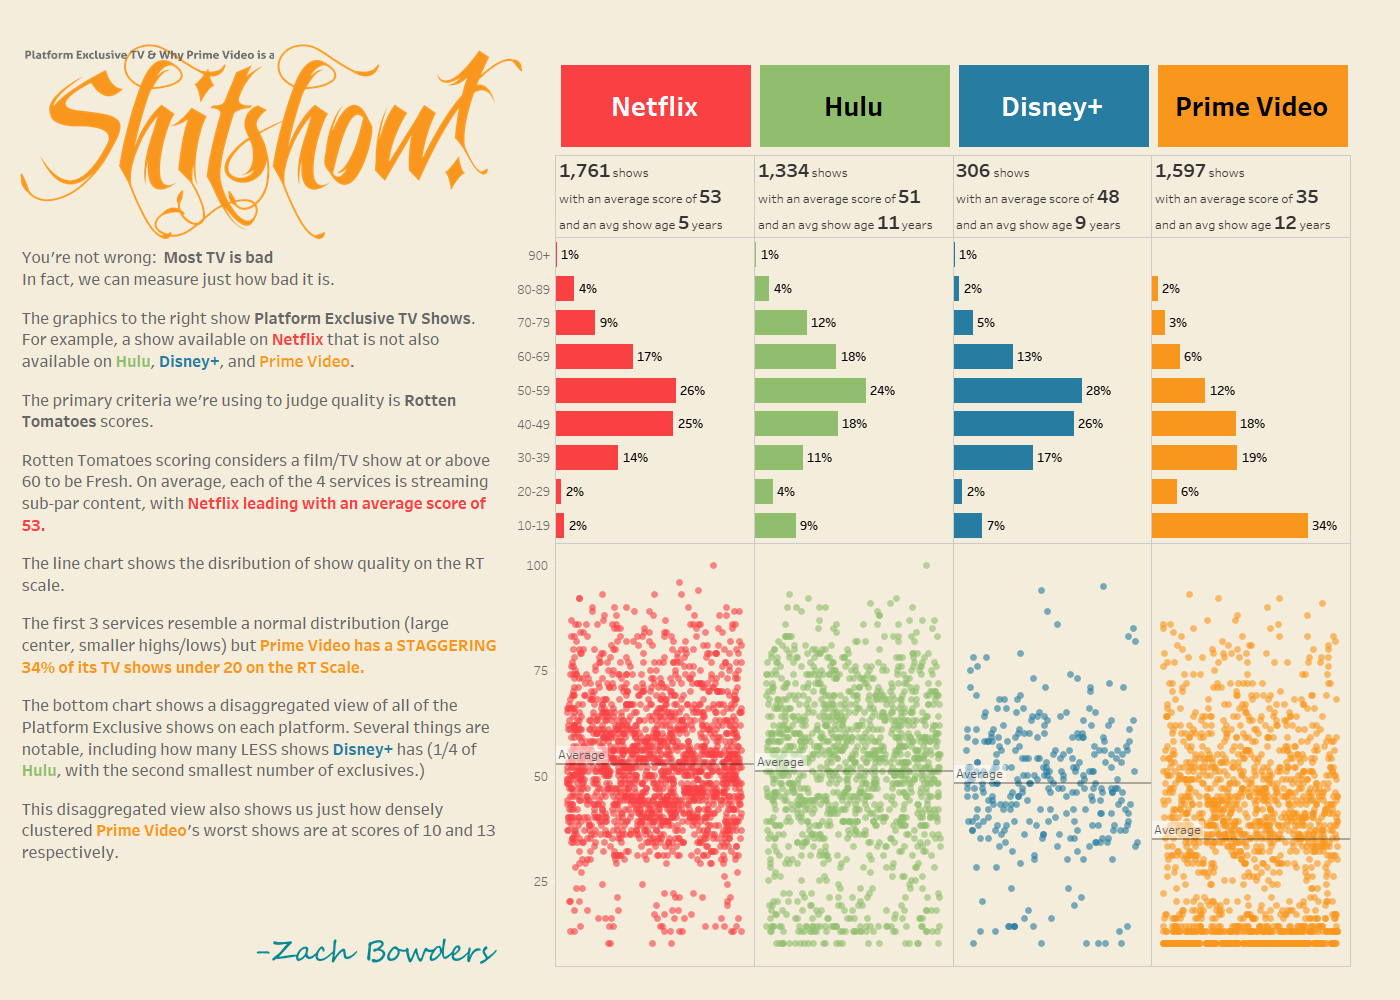 Platform Exclusive TV & Why Prime Video is a
Shitshow!
You're not wrong:  Most TV is bad
In fact, we can measure just how bad it is.
The graphics to the right show Platform Exclusive TV Shows.
For example, a show available on Netflix that is not also
available on Hulu, Disney+, and Prime Video.
The primary criteria we're using to judge quality is Rotten
Tomatoes scores.
Rotten Tomatoes scoring considers a film/TV show at or above
60 to be Fresh. On average, each of the 4 services is streaming
sub-par content, with Netflix leading with an average score of
53.
The line chart shows the disribution of show quality on the RT
scale.
The first 3 services resemble a normal distribution (large
center, smaller highs/lows) but Prime Video has a STAGGERING
34% of its TV shows under 20 on the RT Scale.
The bottom chart shows a disaggregated view of all of the
Platform Exclusive shows on each platform. Several things are
notable, including how many LESS shows Disney+ has (1/4 of
Hulu, with the second smallest number of exclusives.)
This disaggregated view also shows us just how densely
clustered Prime Video's worst shows are at scores of 10 and 13
respectively.
-Zach Bowders
Netflix Hulu Disney+ Prime Video
1,761 shows
with an average score of 53
and an avg show age 5 years
1,334 shows
with an average score of 51
and an avg show age 11 years
306 shows
with an average score of 48
and an avg show age 9 years
1,597 shows
with an average score of 35
and an avg show age 12 years
90+ 1% 1% 1%
80-89 4% 4% 2% 2%
70-79 9% 12% 5% 3%
60-69 17% 18% 13% 6%
50-59 26% 24% 28% 12%
40-49 25% 18% 26% 18%
30-39 14% 11% 17% 19%
20-29 2% 4% 2% 6%
10-19 2% 9% 7% 34%
100
75
Average Average Average
50
Average
25